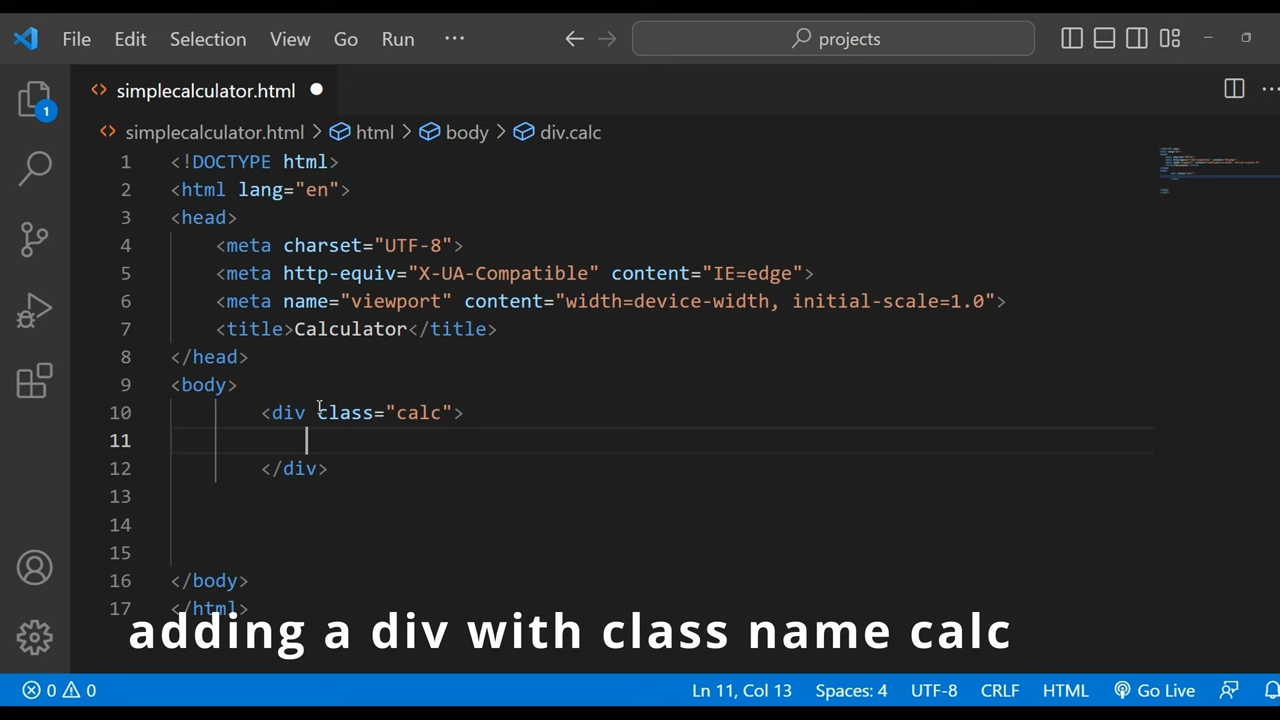 File Edit Selection View Go Run ··· projects
simplecalculator.html
simplecalculator.html > html > body > div.calc
1 <!DOCTYPE html>
2 <html lang="en">
3 <head>
4 <meta charset="UTF-8">
5 <meta http-equiv="X-UA-Compatible" content="IE=edge">
6 <meta name="viewport" content="width=device-width, initial-scale=1.0">
7 <title>Calculator</title>
8 </head>
9 <body>
10 <div class="calc">
11
12 </div>
13
14
15
16 </body>
17 </html>
adding a div with class name calc
1
0 0 Ln 11, Col 13 Spaces: 4 UTF-8 CRLF HTML Go Live